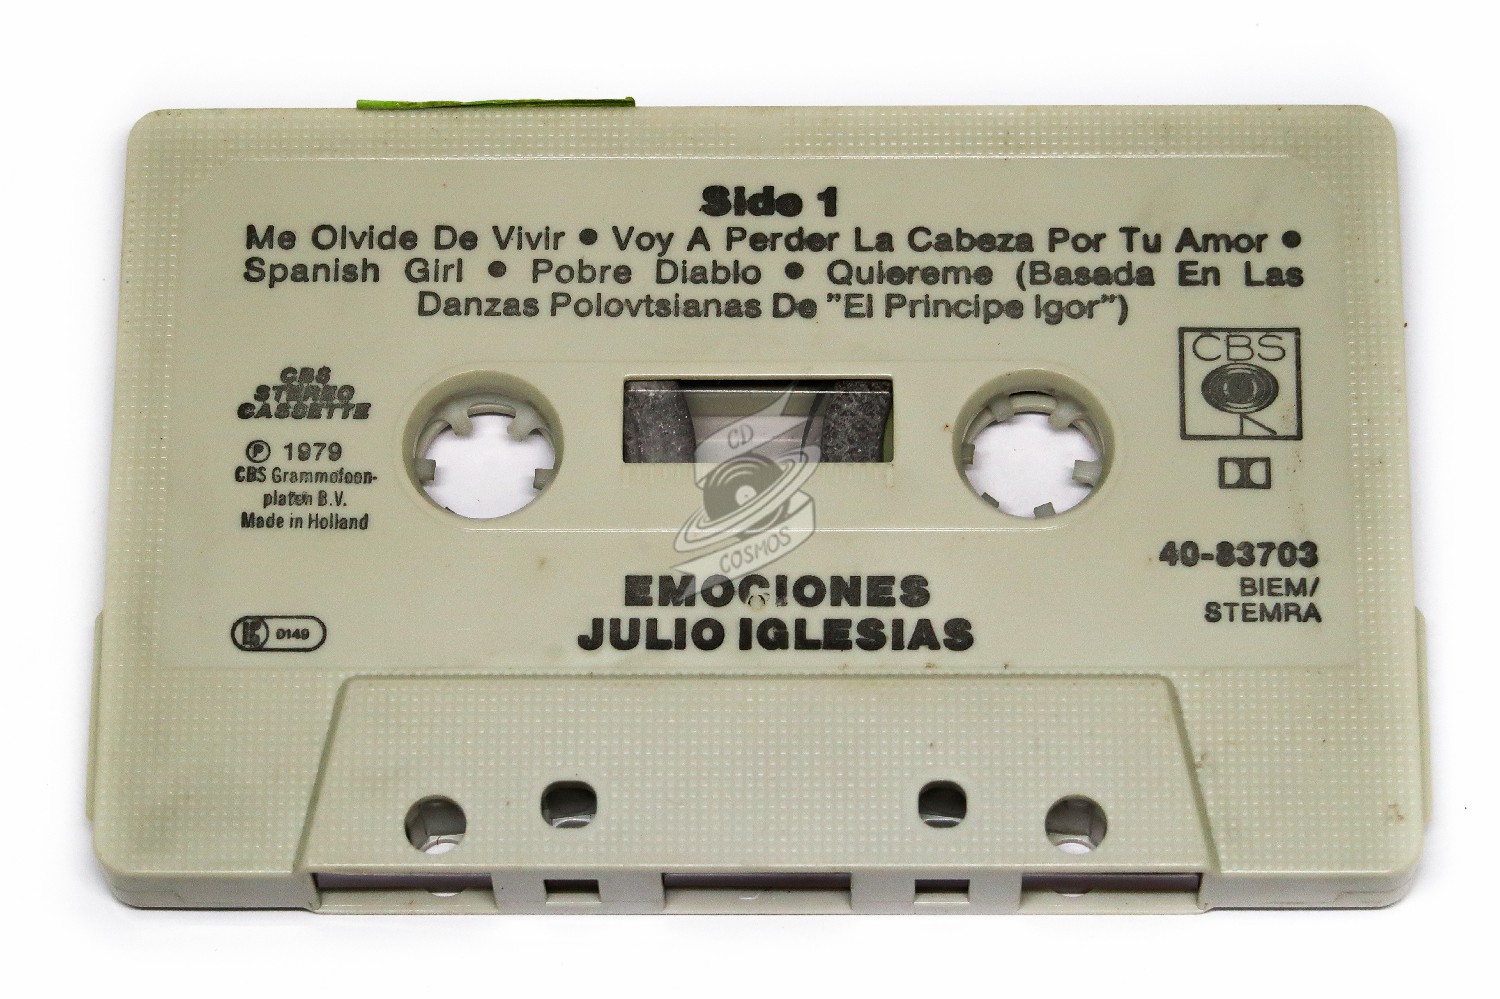 Side 1
Me Olvide De Vivir • Voy A Perder La Cabeza Por Tu Amor •
Spanish Girl • Pobre Diablo • Quiereme (Basada En Las
Danzas Polovtsianas De "El Principe Igor")
CBS
STEREO
CASSETTE
℗ 1979
CBS Grammofoon-
platen B.V.
Made in Holland
CBS
40-83703
BIEM/
STEMRA
CD
COSMOS
EMOCIONES
JULIO IGLESIAS
D149